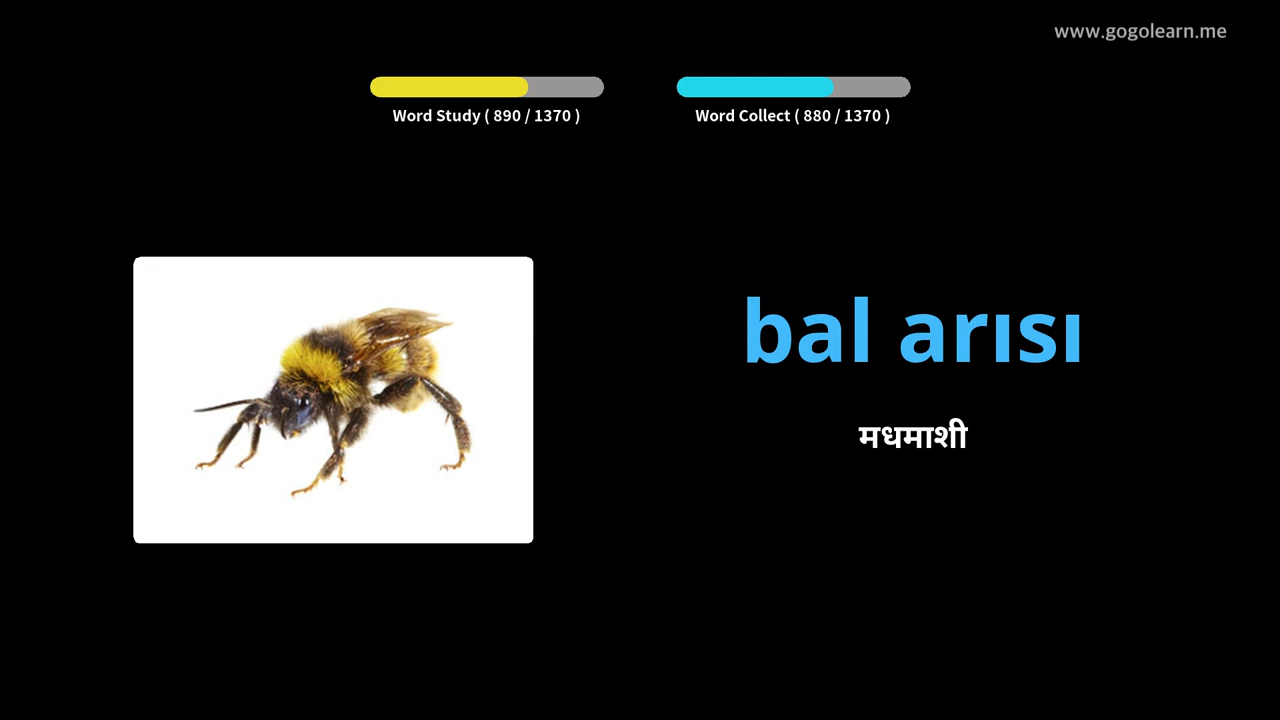 www.gogolearn.me
Word Study ( 890 / 1370 )
Word Collect ( 880 / 1370 )
bal arısı
मधमाशी